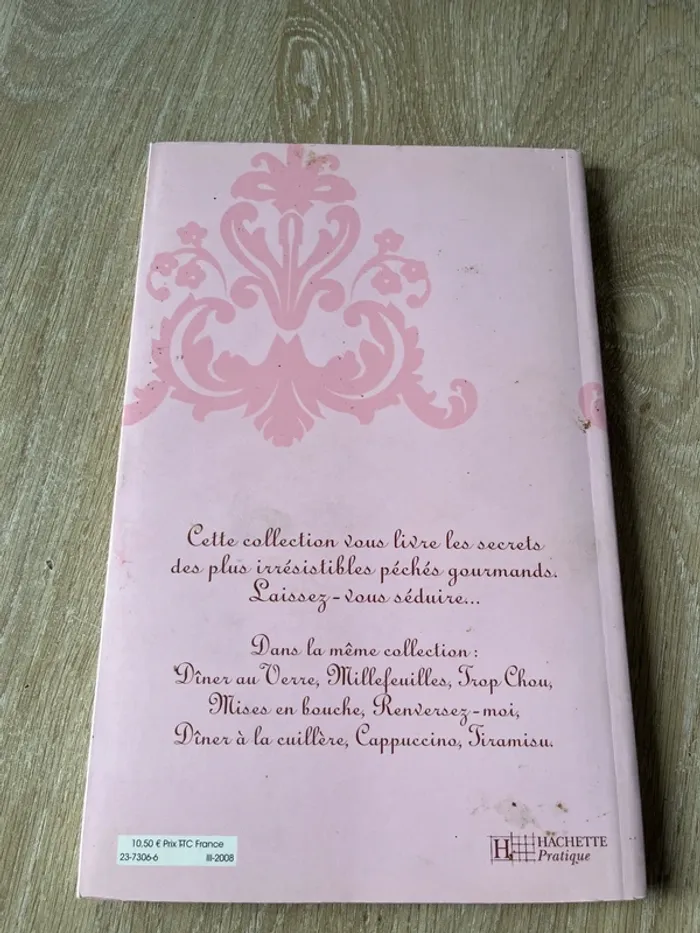 Cette collection vous livre les secrets
des plus irrésistibles péchés gourmands.
Laissez-vous séduire...
Dans la même collection :
Dîner au Verre, Millefeuilles, Trop Chou,
Mises en bouche, Renversez-moi,
Dîner à la cuillère, Cappuccino, Tiramisu.
10,50 € Prix TTC France
23-7306-6 III-2008
H HACHETTE
Pratique